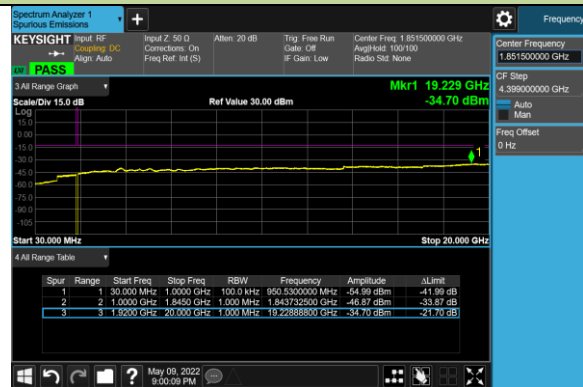 Spectrum Analyzer 1
Spurious Emissions
Frequency
KEYSIGHT
Input: RF
Coupling: DC
Align: Auto
Input Z: 50 Ω
Corrections: On
Freq Ref: Int (S)
Atten: 20 dB
Trig: Free Run
Gate: Off
IF Gain: Low
Center Freq: 1.851500000 GHz
Avg|Hold: 100/100
Radio Std: None
PASS
Center Frequency
1.851500000 GHz
CF Step
4.399000000 GHz
Auto
Man
Freq Offset
0 Hz
3 All Range Graph
Mkr1 19.229 GHz
Scale/Div 15.0 dB
Ref Value 30.00 dBm
-34.70 dBm
Log
15.0
0.00
-15.0
-30.0
-45.0
-60.0
-75.0
-90.0
-105
1
Start 30.000 MHz
Stop 20.000 GHz
4 All Range Table
Spur Range Start Freq Stop Freq RBW Frequency Amplitude ΔLimit
1 1 30.000 MHz 1.0000 GHz 100.0 kHz 950.5300000 MHz -54.99 dBm -41.99 dB
2 2 1.0000 GHz 1.8450 GHz 1.000 MHz 1.843732500 GHz -46.87 dBm -33.87 dB
3 3 1.9200 GHz 20.000 GHz 1.000 MHz 19.22888800 GHz -34.70 dBm -21.70 dB
May 09, 2022
9:00:09 PM